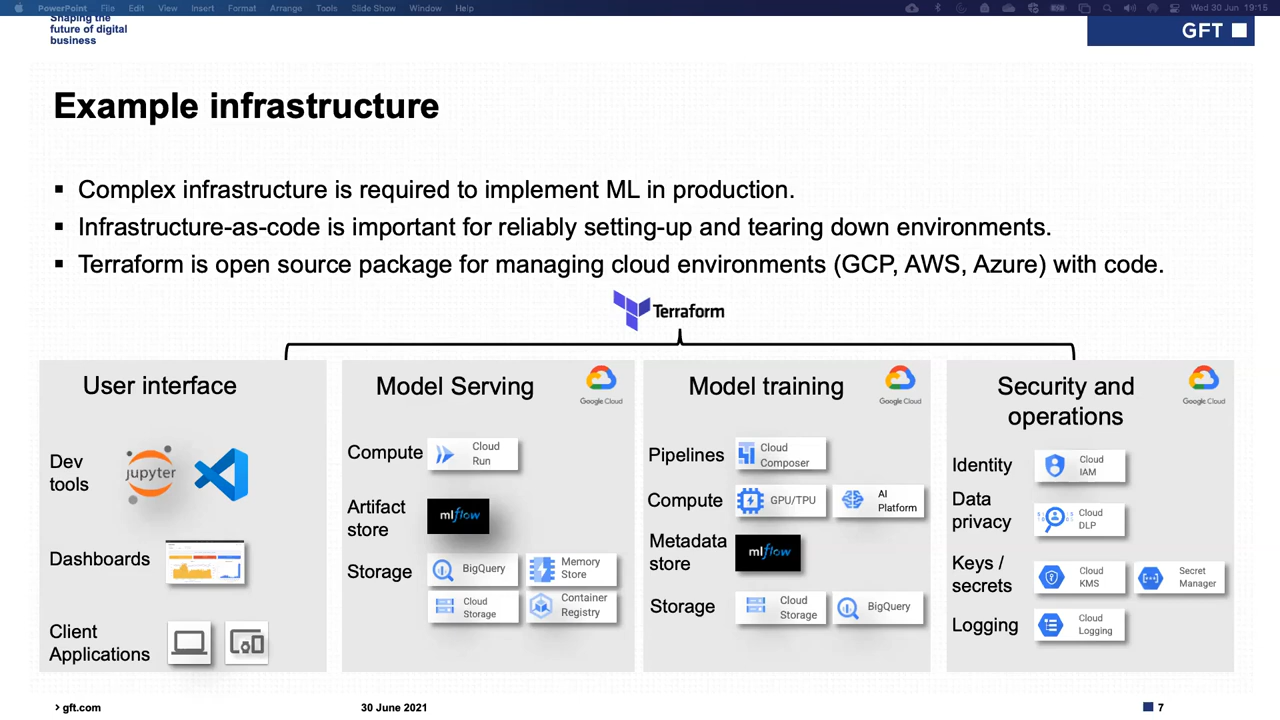 PowerPoint File Edit View Insert Format Arrange Tools Slide Show Window Help Wed 30 Jun 19:15
Shaping the
future of digital
business
GFT
Example infrastructure
Complex infrastructure is required to implement ML in production.
Infrastructure-as-code is important for reliably setting-up and tearing down environments.
Terraform is open source package for managing cloud environments (GCP, AWS, Azure) with code.
Terraform
User interface
Dev
tools
jupyter
Dashboards
Client
Applications
Model Serving
Google Cloud
Compute
Cloud
Run
Artifact
store
mlflow
Storage
BigQuery
Memory
Store
Cloud
Storage
Container
Registry
Model training
Google Cloud
Pipelines
Cloud
Composer
Compute
GPU/TPU
AI
Platform
Metadata
store
mlflow
Storage
Cloud
Storage
BigQuery
Security and
operations
Google Cloud
Identity
Cloud
IAM
Data
privacy
Cloud
DLP
Keys /
secrets
Cloud
KMS
Secret
Manager
Logging
Cloud
Logging
gft.com
30 June 2021
7